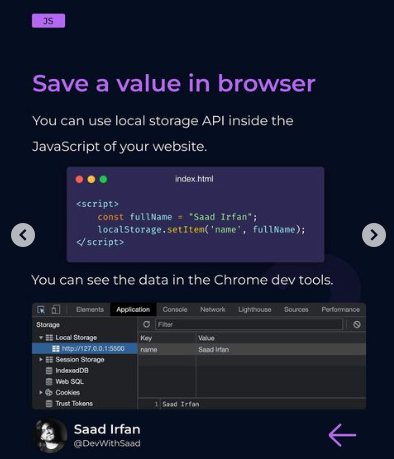 JS
Save a value in browser
You can use local storage API inside the
JavaScript of your website.
index.html
<script>
const fullName = "Saad Irfan";
localStorage.setItem('name', fullName);
</script>
You can see the data in the Chrome dev tools.
Elements Application Console Network Lighthouse Sources Performance
Storage
Filter
Local Storage
Key Value
http://127.0.0.1:5500
name Saad Irfan
Session Storage
IndexedDB
Web SQL
Cookies
Trust Tokens
1 Saad Irfan
Saad Irfan
@DevWithSaad